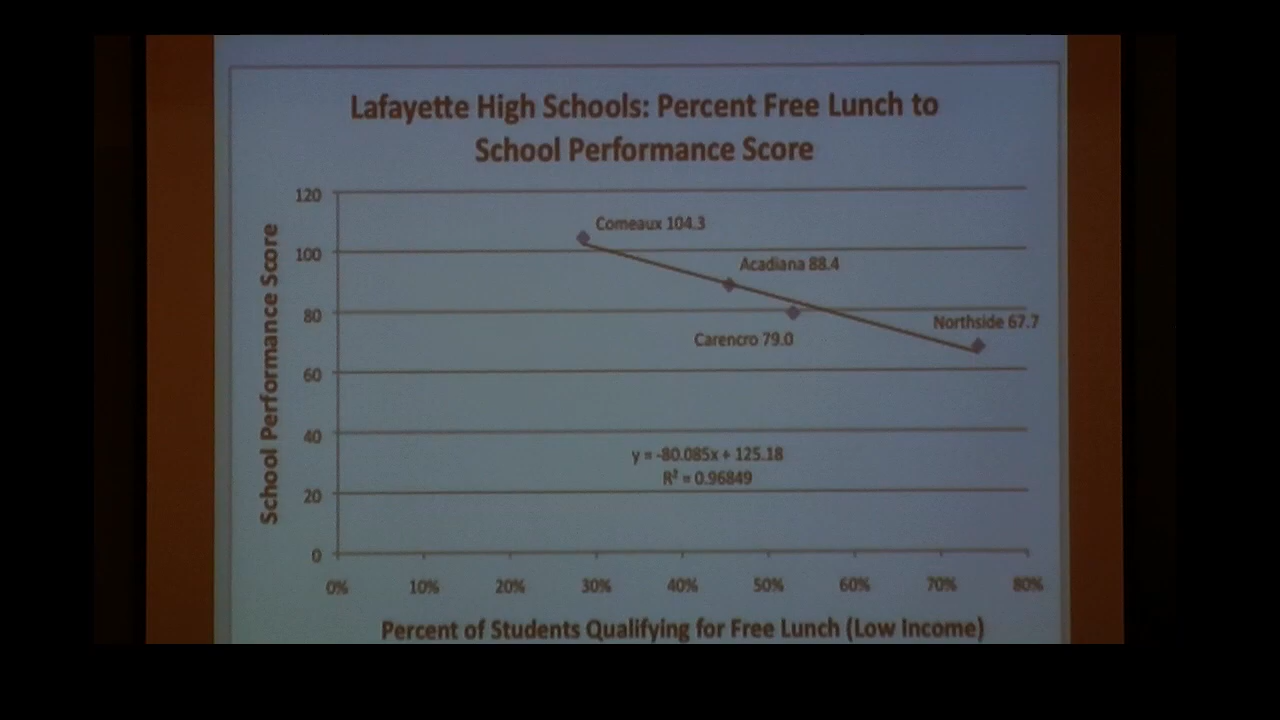 Lafayette High Schools: Percent Free Lunch to
School Performance Score
School Performance Score
120
100
80
60
40
20
0
Comeaux 104.3
Acadiana 88.4
Carencro 79.0
Northside 67.7
y = -80.085x + 125.18
R² = 0.96849
0% 10% 20% 30% 40% 50% 60% 70% 80%
Percent of Students Qualifying for Free Lunch (Low Income)